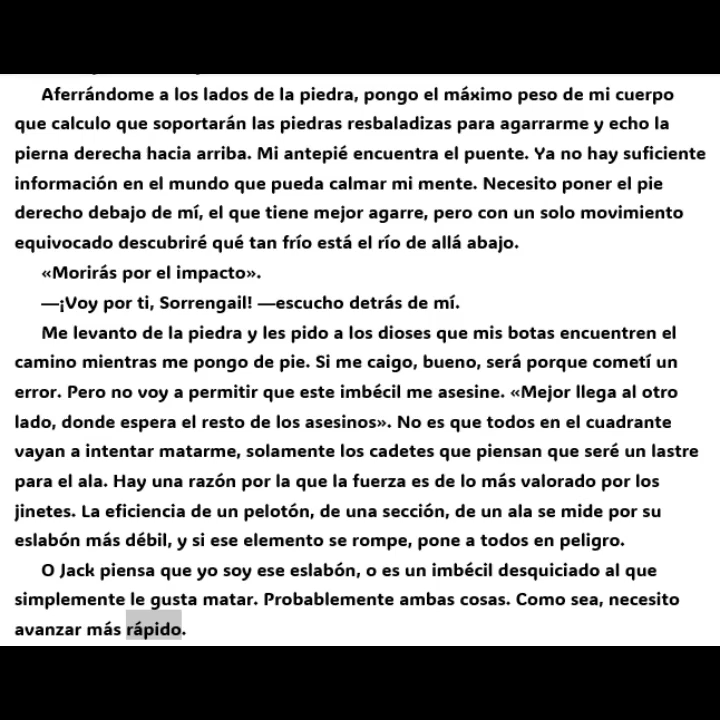 Aferrándome a los lados de la piedra, pongo el máximo peso de mi cuerpo
que calculo que soportarán las piedras resbaladizas para agarrarme y echo la
pierna derecha hacia arriba. Mi antepié encuentra el puente. Ya no hay suficiente
información en el mundo que pueda calmar mi mente. Necesito poner el pie
derecho debajo de mí, el que tiene mejor agarre, pero con un solo movimiento
equivocado descubriré qué tan frío está el río de allá abajo.
«Morirás por el impacto».
—¡Voy por ti, Sorrengail! —escucho detrás de mí.
Me levanto de la piedra y les pido a los dioses que mis botas encuentren el
camino mientras me pongo de pie. Si me caigo, bueno, será porque cometí un
error. Pero no voy a permitir que este imbécil me asesine. «Mejor llega al otro
lado, donde espera el resto de los asesinos». No es que todos en el cuadrante
vayan a intentar matarme, solamente los cadetes que piensan que seré un lastre
para el ala. Hay una razón por la que la fuerza es de lo más valorado por los
jinetes. La eficiencia de un pelotón, de una sección, de un ala se mide por su
eslabón más débil, y si ese elemento se rompe, pone a todos en peligro.
O Jack piensa que yo soy ese eslabón, o es un imbécil desquiciado al que
simplemente le gusta matar. Probablemente ambas cosas. Como sea, necesito
avanzar más rápido.